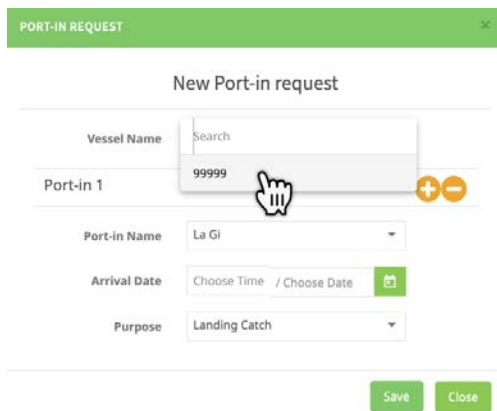 PORT-IN REQUEST ×
New Port-in request
Vessel Name Search
99999
Port-in 1
Port-in Name La Gi
Arrival Date Choose Time / Choose Date
Purpose Landing Catch
Save Close